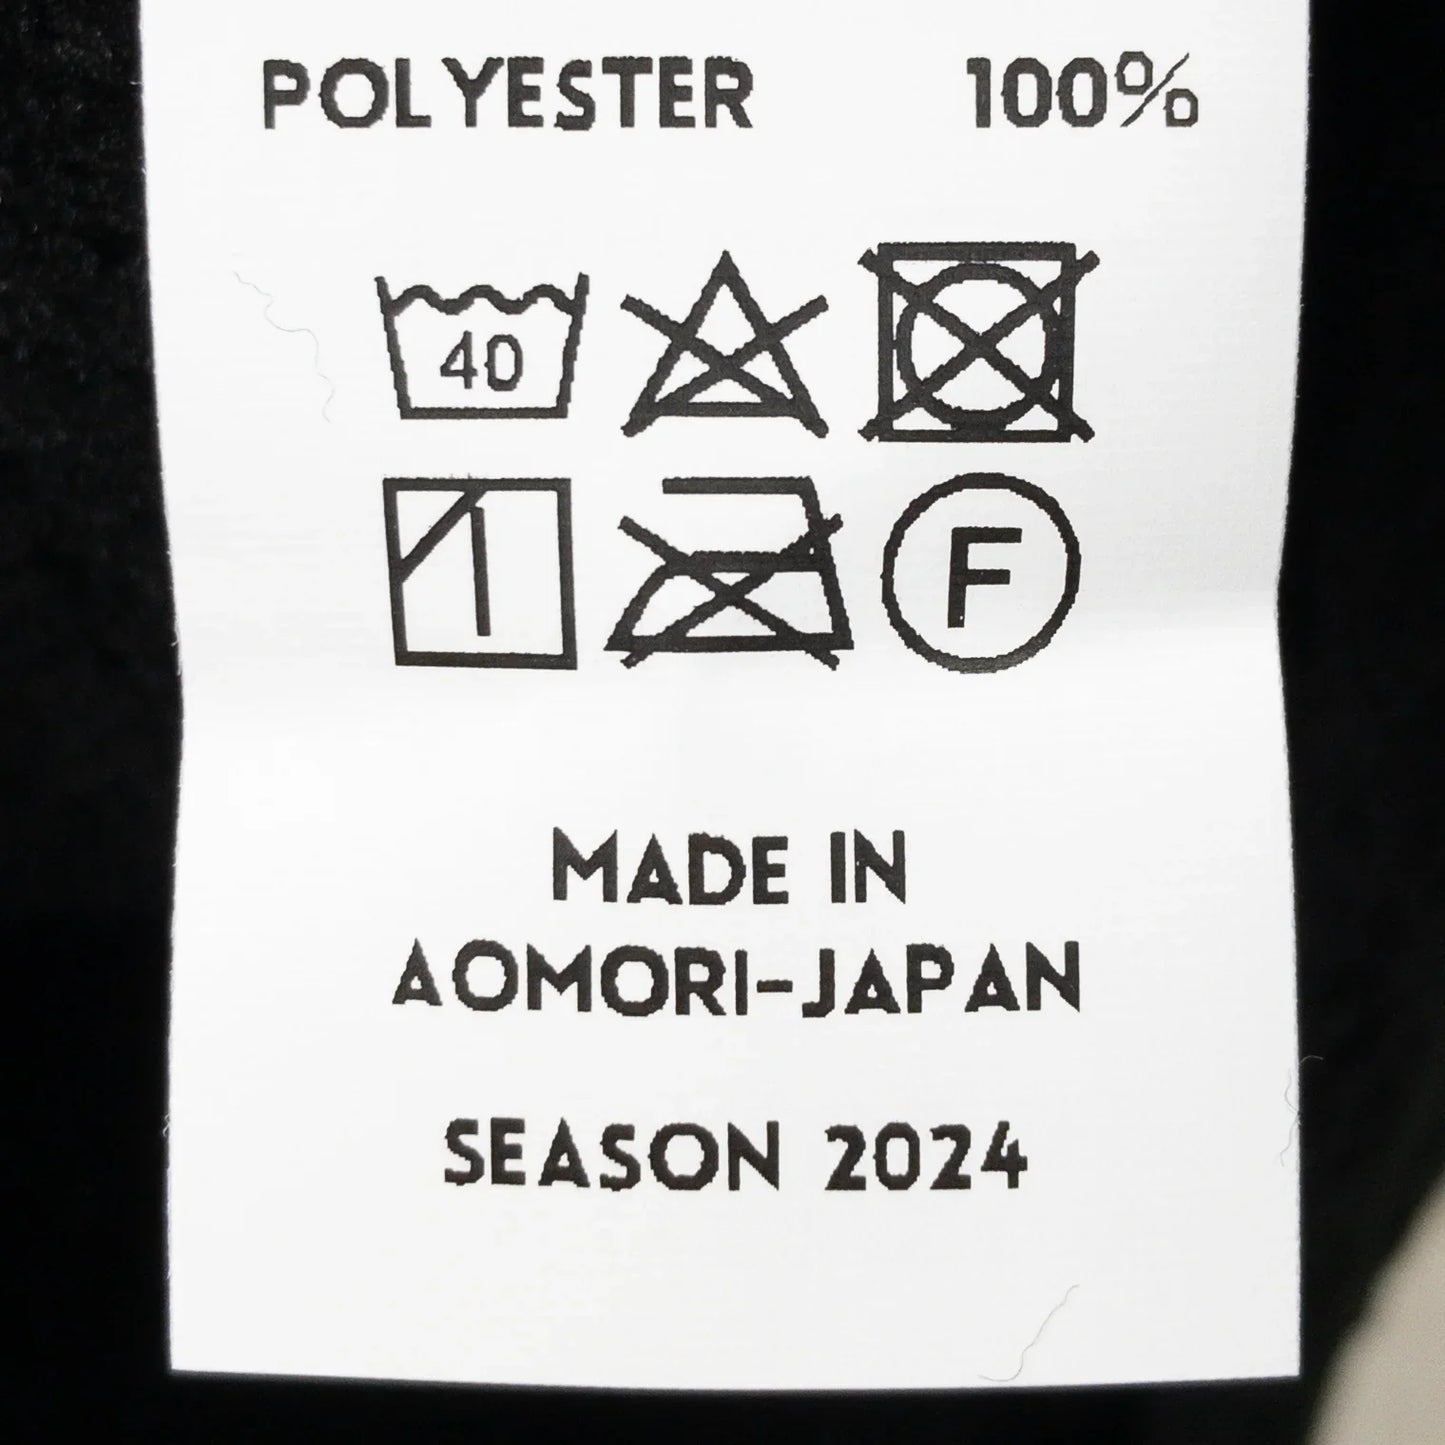 POLYESTER 100%
40
F
MADE IN
AOMORI-JAPAN
SEASON 2024